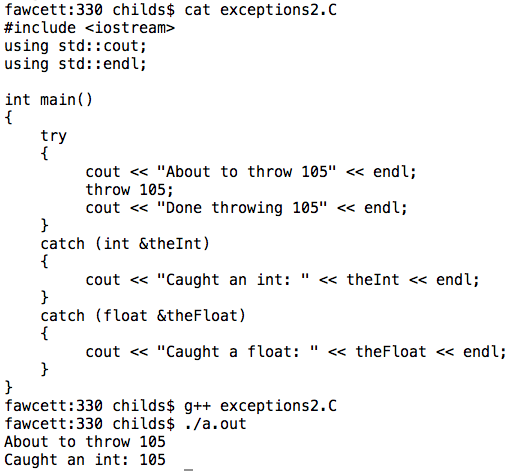 fawcett:330 childs$ cat exceptions2.C
#include <iostream>
using std::cout;
using std::endl;

int main()
{
    try
    {
         cout << "About to throw 105" << endl;
         throw 105;
         cout << "Done throwing 105" << endl;
    }
    catch (int &theInt)
    {
         cout << "Caught an int: " << theInt << endl;
    }
    catch (float &theFloat)
    {
         cout << "Caught a float: " << theFloat << endl;
    }
}
fawcett:330 childs$ g++ exceptions2.C
fawcett:330 childs$ ./a.out
About to throw 105
Caught an int: 105